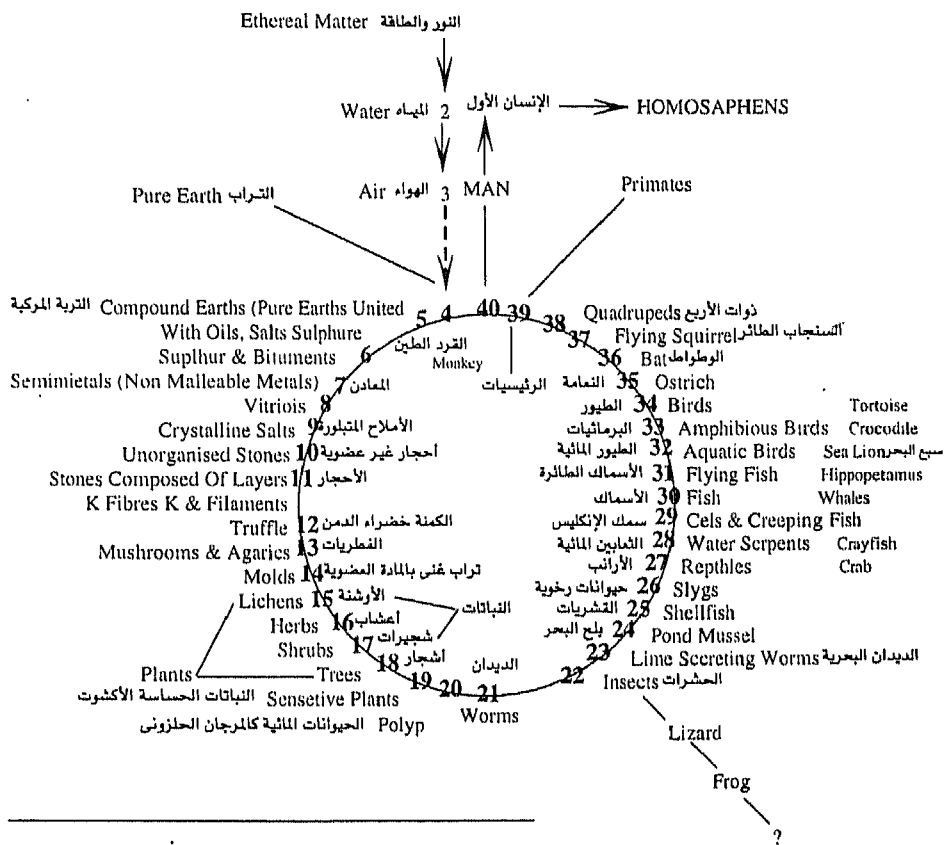 Ethereal Matter النور والطاقة
Water المياه 2 الإنسان الأول HOMOSAPHENS
Pure Earth التراب Air الهواء 3 MAN Primates
التربة المركبة Compound Earths (Pure Earths United 5 4 40 39 38 Quadrupeds ذوات الأربع
With Oils, Salts Sulphure 37 Flying Squirrel السنجاب الطائر
القرد الطين
Suplhur & Bituments 6 Monkey 36 Bat الوطواط
Semimietals (Non Malleable Metals) 7 المعادن الرئيسيات النعامة 35 Ostrich
Vitriois 8 الطيور 34 Birds Tortoise
Crystalline Salts 9 الأملاح المتبلورة البرمائيات 33 Amphibious Birds Crocodile
Unorganised Stones 10 أحجار غير عضوية الطيور المائية 32 Aquatic Birds Sea Lion سبع البحر
Stones Composed Of Layers 11 الأحجار الأسماك الطائرة 31 Flying Fish Hippopetamus
K Fibres K & Filaments الأسماك 30 Fish Whales
Truffle 12 الكمئة خضراء الدمن سمك الإنكليس 29 Cels & Creeping Fish
Mushrooms & Agarics 13 الفطريات الثعابين المائية 28 Water Serpents Crayfish
Molds 14 تراب غنى بالمادة العضوية الأرانب 27 Repthles Crab
Lichens 15 الأوشنة النباتات حيوانات رخوية 26 Slygs
Herbs 16 أعشاب القشريات 25 Shellfish
Shrubs 17 شجيرات بلح البحر 24 Pond Mussel
Plants Trees 18 أشجار الديدان 23 Lime Secreting Worms الديدان البحرية
النباتات الحساسة الأكشوت Sensetive Plants 19 20 21 22 Insects الحشرات
الحيوانات المائية كالمرجان الحلزونى Polyp Worms
Lizard
Frog
?